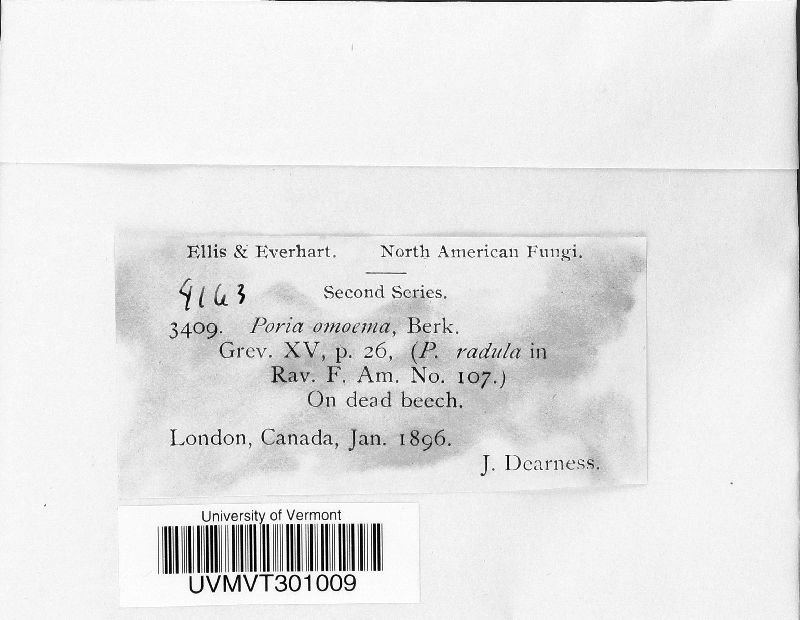 Ellis & Everhart. North American Fungi.
9163 Second Series.
3409. Poria omoema, Berk.
Grev. XV, p. 26, (P. radula in
Rav. F. Am. No. 107.)
On dead beech.
London, Canada, Jan. 1896.
J. Dearness.
University of Vermont
UVMVT301009